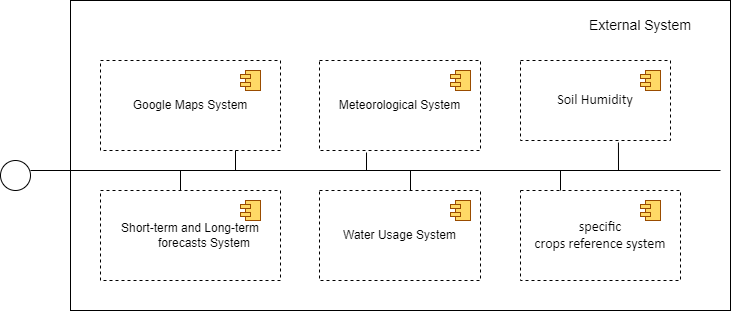 External System
Google Maps System
Meteorological System
Soil Humidity
Short-term and Long-term
forecasts System
Water Usage System
specific
crops reference system